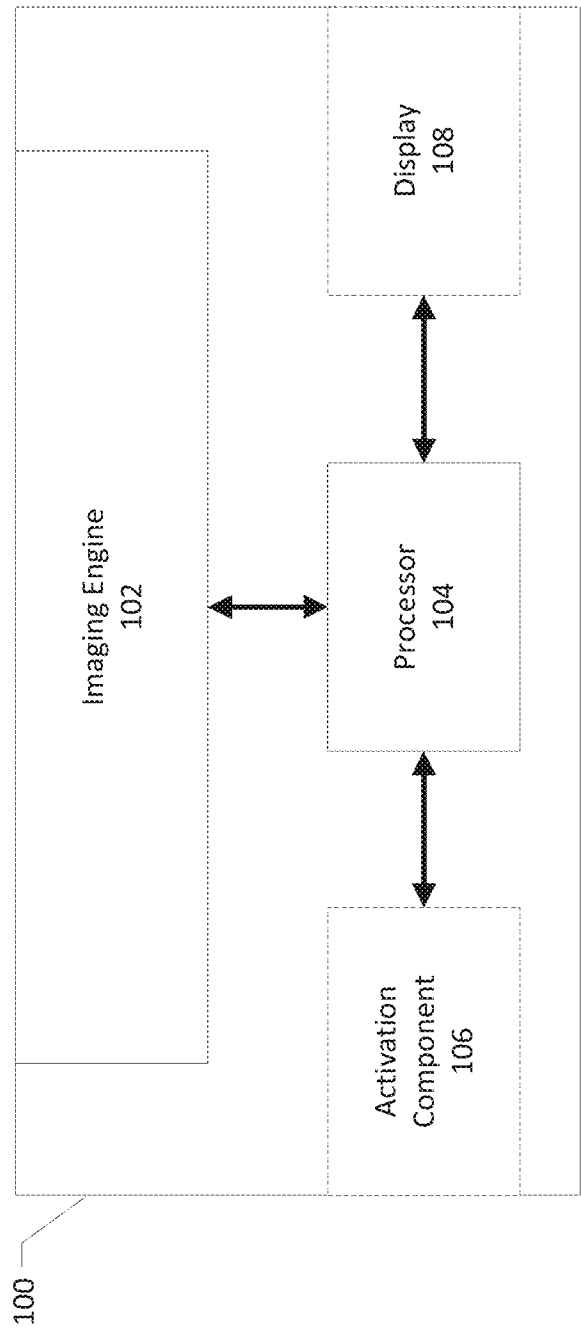 100
Imaging Engine
102
Activation
Component
106
Processor
104
Display
108